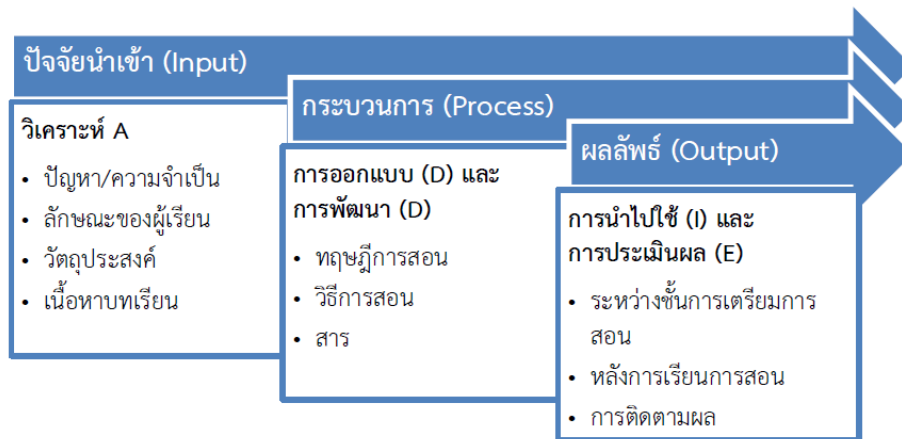 ปัจจัยนำเข้า (Input)
กระบวนการ (Process)
ผลลัพธ์ (Output)
วิเคราะห์ A
• ปัญหา/ความจำเป็น
• ลักษณะของผู้เรียน
• วัตถุประสงค์
• เนื้อหาบทเรียน
การออกแบบ (D) และ
การพัฒนา (D)
• ทฤษฎีการสอน
• วิธีการสอน
• สาร
การนำไปใช้ (I) และ
การประเมินผล (E)
• ระหว่างชั้นการเตรียมการ
สอน
• หลังการเรียนการสอน
• การติดตามผล